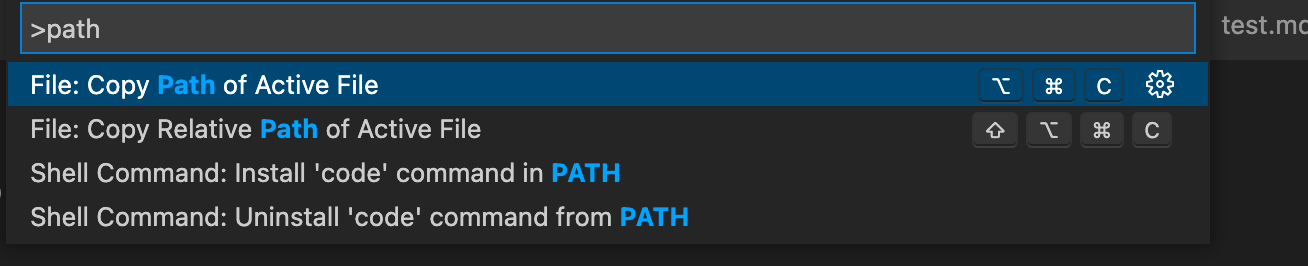 >path
test.md
File: Copy Path of Active File ⌥ ⌘ C
File: Copy Relative Path of Active File ⇧ ⌥ ⌘ C
Shell Command: Install 'code' command in PATH
Shell Command: Uninstall 'code' command from PATH